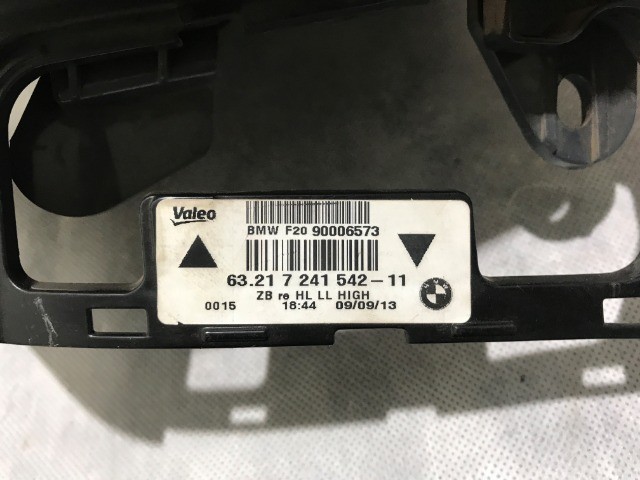 Valeo
BMW F20 90006573
63.21 7 241 542-11
ZB re HL LL HIGH
0015 18:44 09/09/13